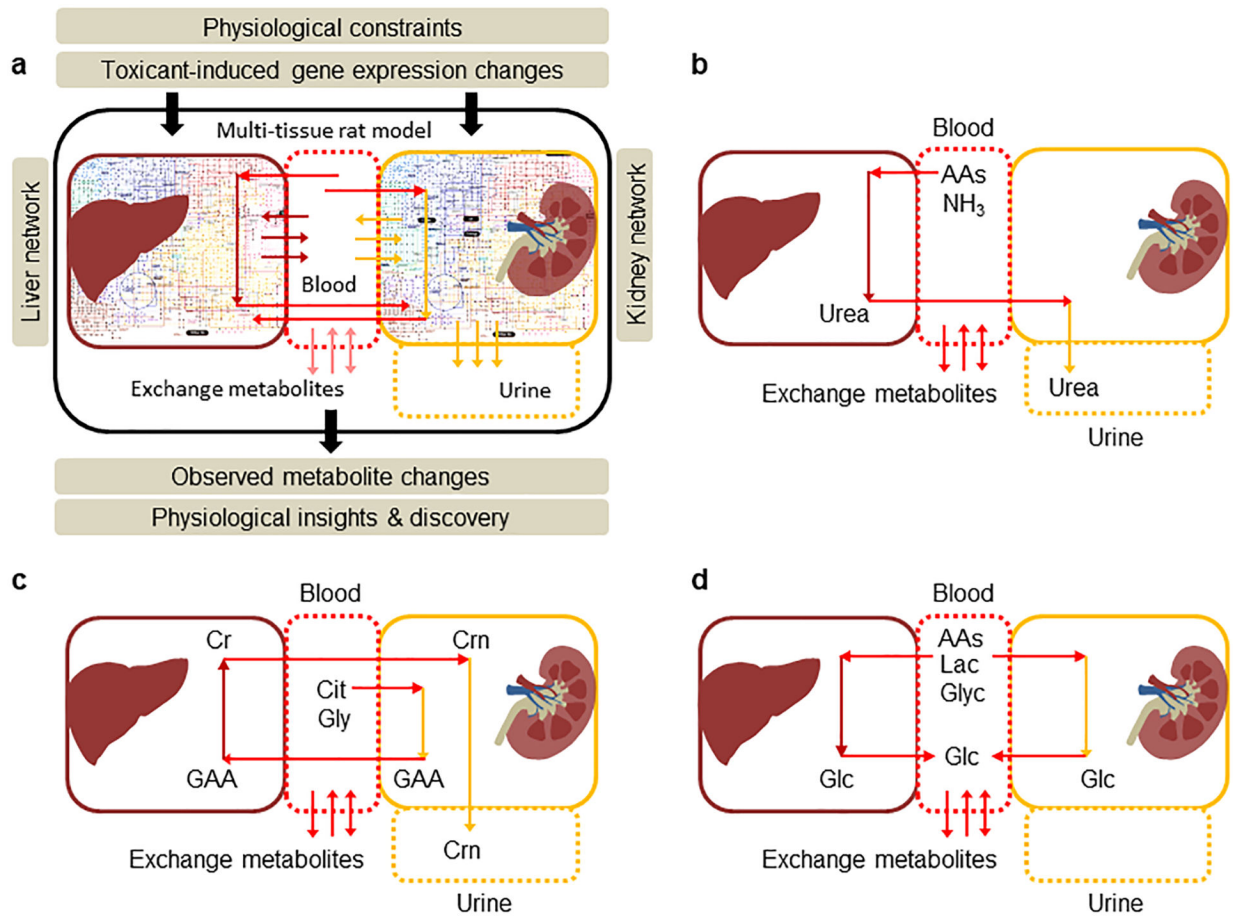 a
Physiological constraints
Toxicant-induced gene expression changes
Multi-tissue rat model
Liver network
Kidney network
Blood
Exchange metabolites
Urine
Observed metabolite changes
Physiological insights & discovery
b
Blood
AAs
NH3
Urea
Exchange metabolites
Urea
Urine
c
Blood
Cr
Crn
Cit
Gly
GAA
GAA
Exchange metabolites
Crn
Urine
d
Blood
AAs
Lac
Glyc
Glc
Glc
Glc
Exchange metabolites
Urine